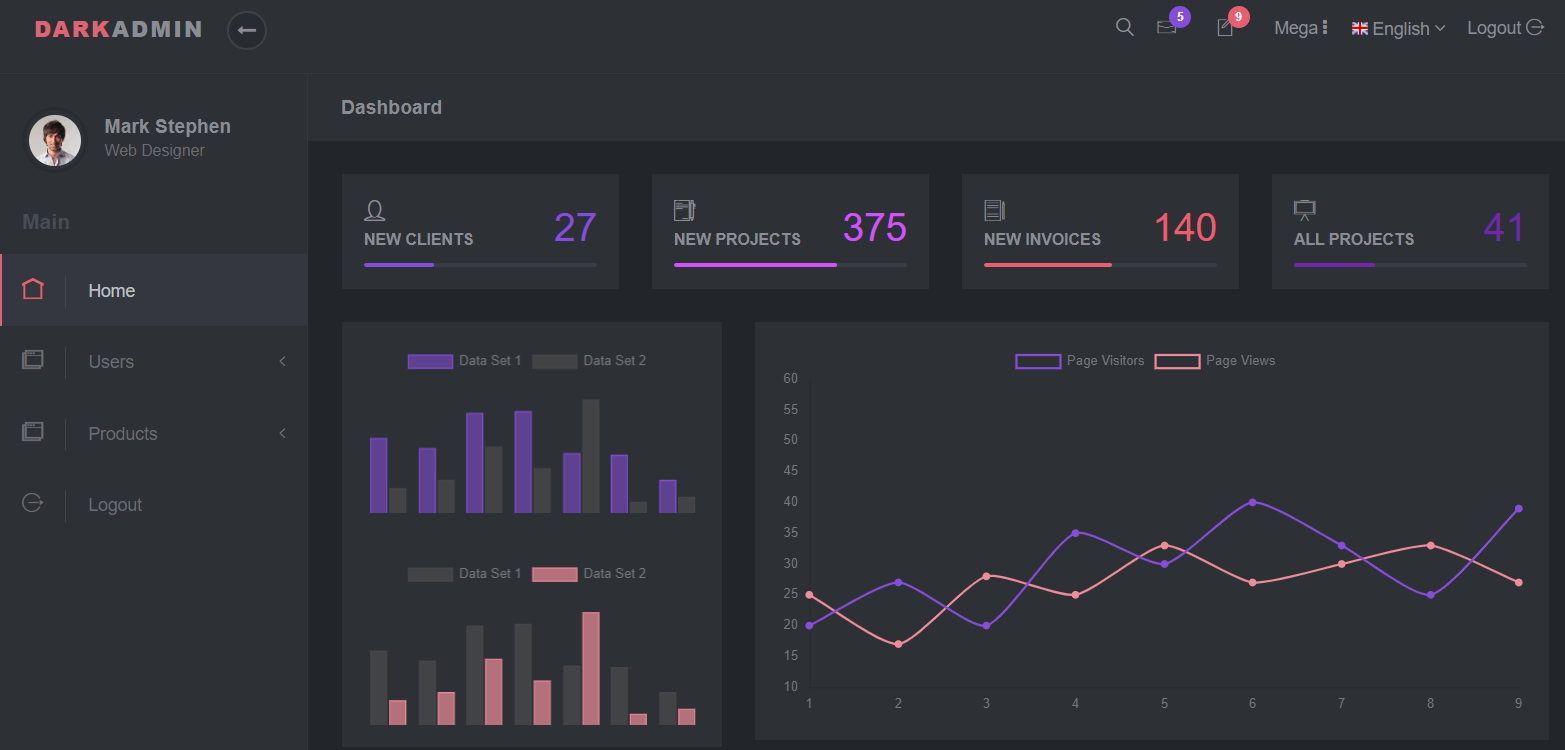 DARKADMIN
5
9
Mega
English
Logout
Mark Stephen
Web Designer
Main
Home
Users
Products
Logout
Dashboard
NEW CLIENTS
27
NEW PROJECTS
375
NEW INVOICES
140
ALL PROJECTS
41
Data Set 1 Data Set 2
Data Set 1 Data Set 2
Page Visitors Page Views
60
55
50
45
40
35
30
25
20
15
10
1 2 3 4 5 6 7 8 9